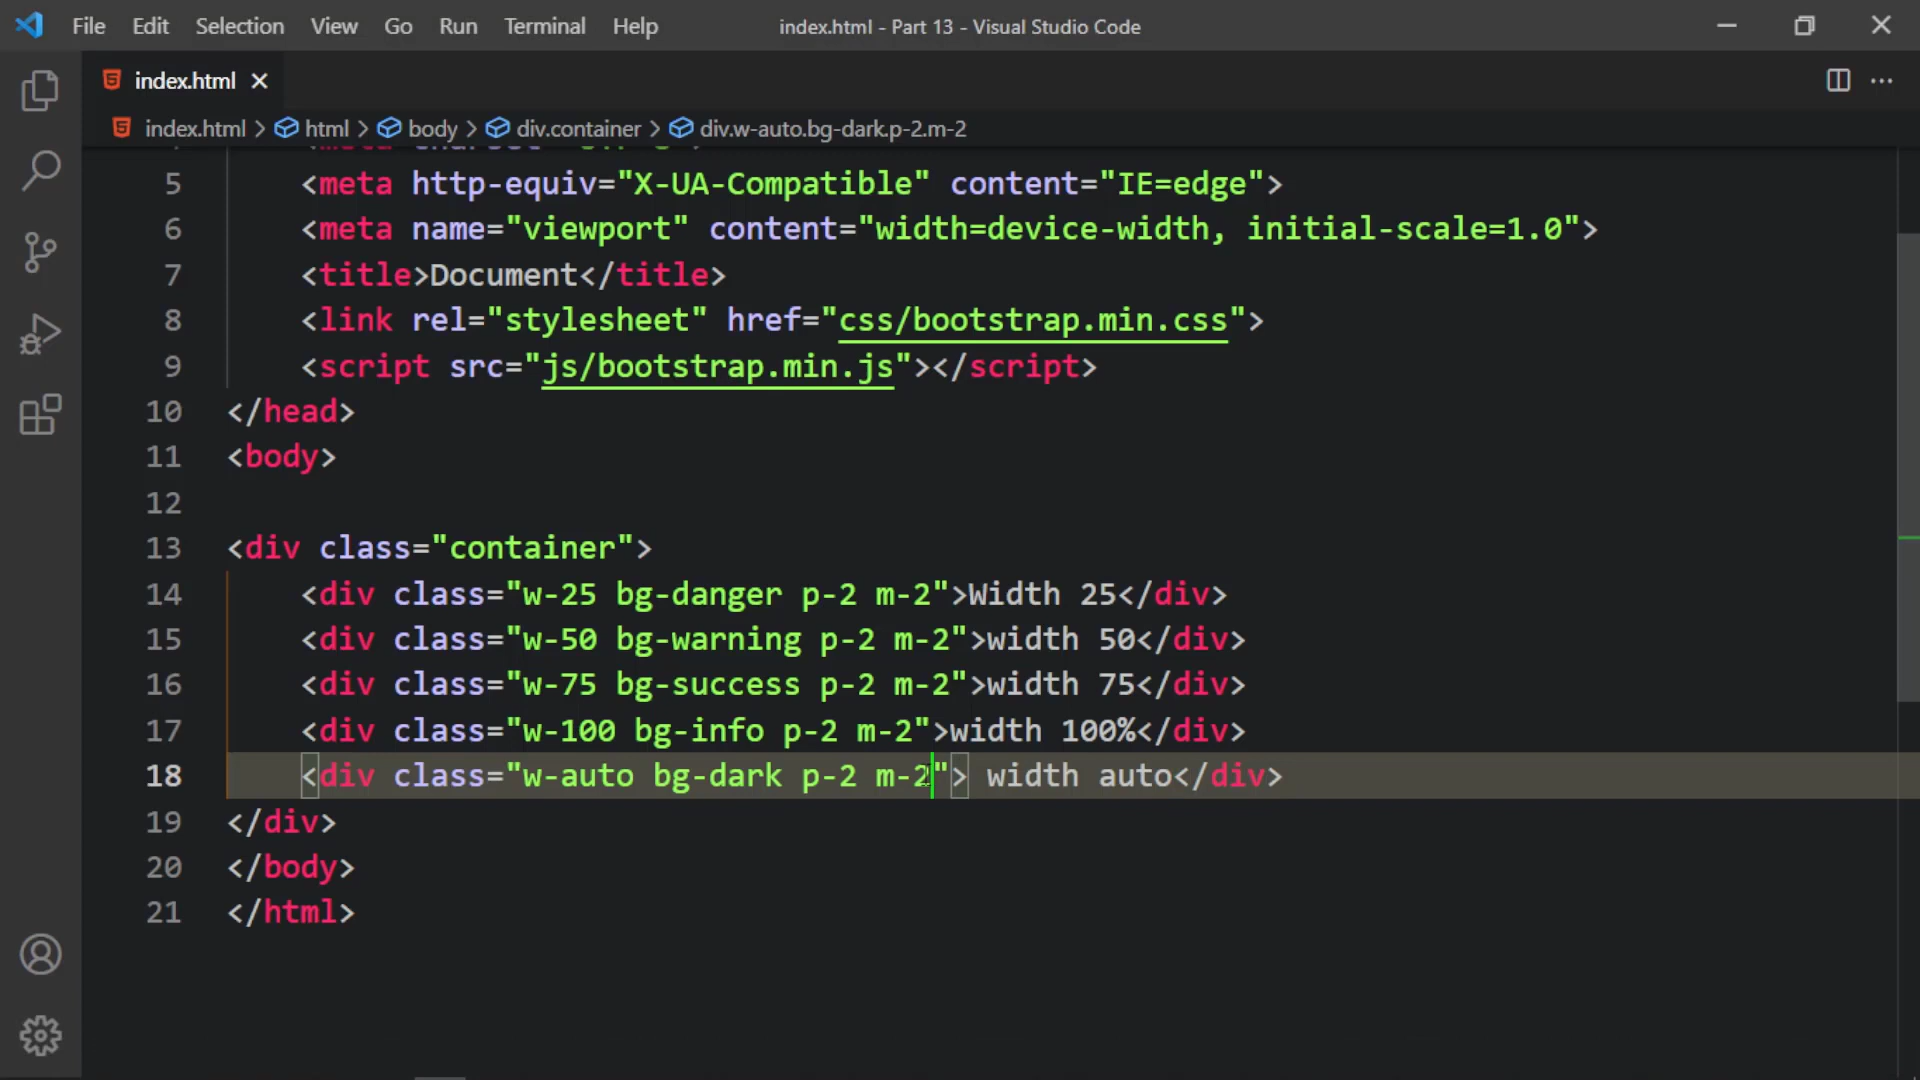 File Edit Selection View Go Run Terminal Help index.html - Part 13 - Visual Studio Code
index.html
index.html > html > body > div.container > div.w-auto.bg-dark.p-2.m-2
5 <meta http-equiv="X-UA-Compatible" content="IE=edge">
6 <meta name="viewport" content="width=device-width, initial-scale=1.0">
7 <title>Document</title>
8 <link rel="stylesheet" href="css/bootstrap.min.css">
9 <script src="js/bootstrap.min.js"></script>
10 </head>
11 <body>
12
13 <div class="container">
14 <div class="w-25 bg-danger p-2 m-2">Width 25</div>
15 <div class="w-50 bg-warning p-2 m-2">width 50</div>
16 <div class="w-75 bg-success p-2 m-2">width 75</div>
17 <div class="w-100 bg-info p-2 m-2">width 100%</div>
18 <div class="w-auto bg-dark p-2 m-2"> width auto</div>
19 </div>
20 </body>
21 </html>